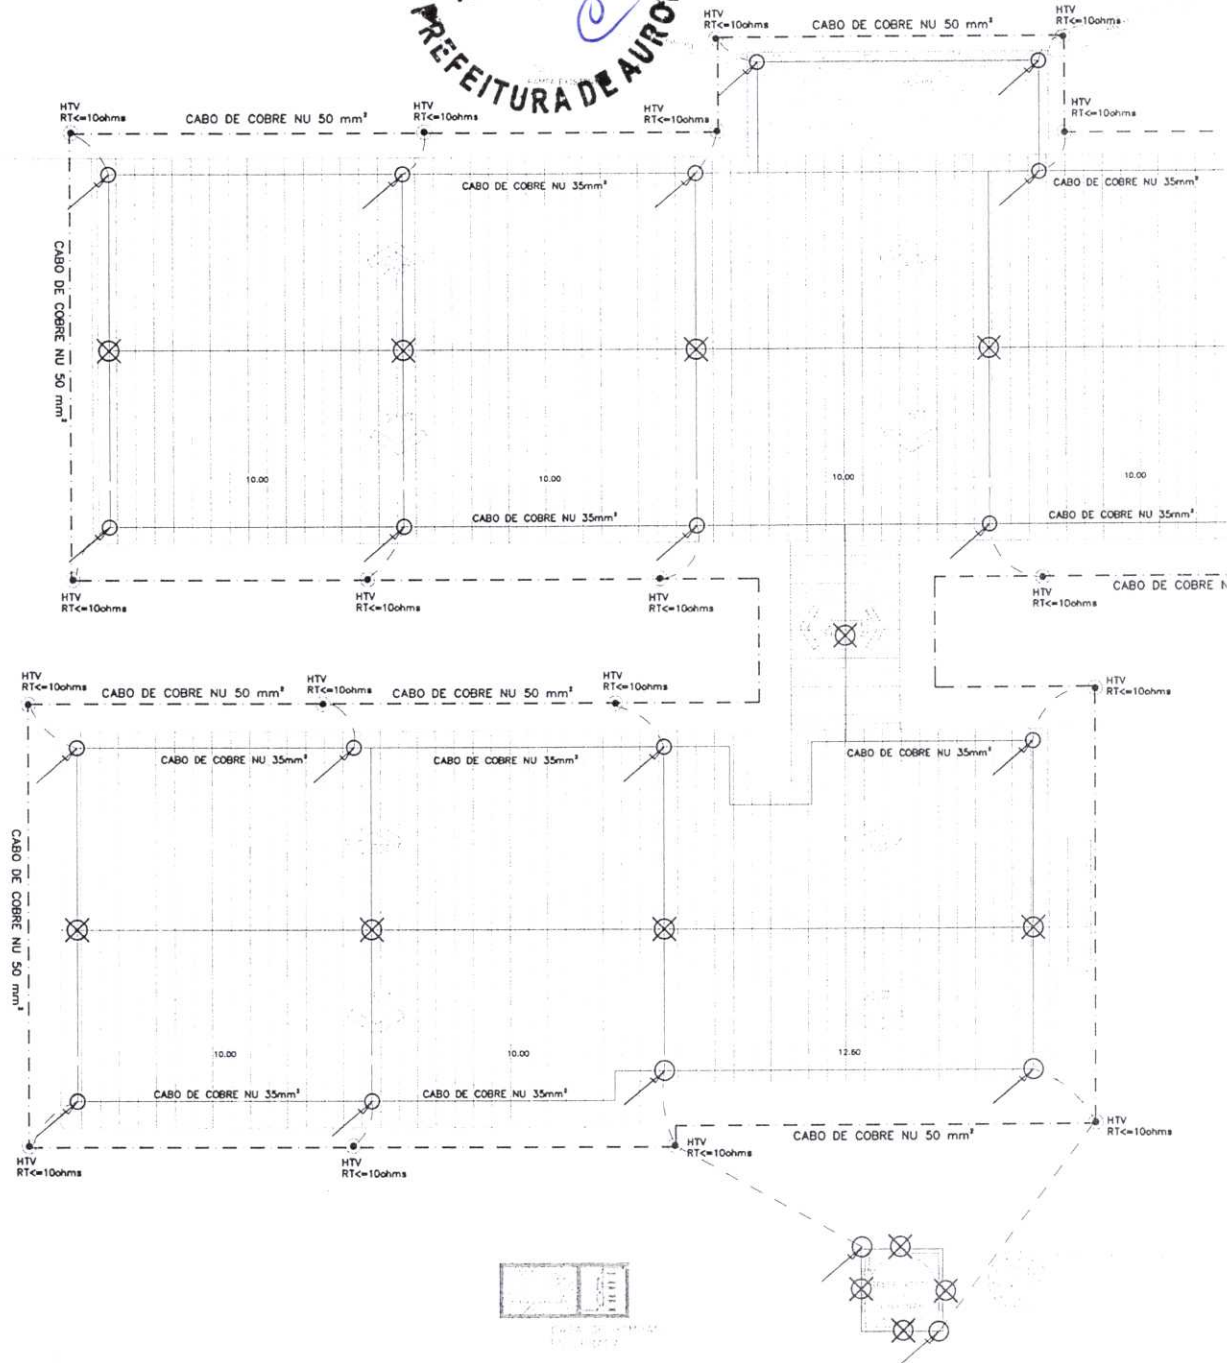 PREFEITURA DE AURO
HTV
RT<=10ohms
CABO DE COBRE NU 50 mm²
HTV
RT<=10ohms
HTV
RT<=10ohms
CABO DE COBRE NU 50 mm²
HTV
RT<=10ohms
HTV
RT<=10ohms
HTV
RT<=10ohms
CABO DE COBRE NU 35mm²
CABO DE COBRE NU 35mm²
CABO DE COBRE NU 50 mm²
10.00
10.00
10.00
10.00
CABO DE COBRE NU 35mm²
CABO DE COBRE NU 35mm²
HTV
RT<=10ohms
HTV
RT<=10ohms
HTV
RT<=10ohms
HTV
RT<=10ohms
CABO DE COBRE N
HTV
RT<=10ohms
CABO DE COBRE NU 50 mm²
HTV
RT<=10ohms
CABO DE COBRE NU 50 mm²
HTV
RT<=10ohms
HTV
RT<=10ohms
CABO DE COBRE NU 35mm²
CABO DE COBRE NU 35mm²
CABO DE COBRE NU 35mm²
CABO DE COBRE NU 50 mm²
10.00
10.00
12.60
CABO DE COBRE NU 35mm²
CABO DE COBRE NU 35mm²
HTV
RT<=10ohms
HTV
RT<=10ohms
HTV
RT<=10ohms
CABO DE COBRE NU 50 mm²
HTV
RT<=10ohms